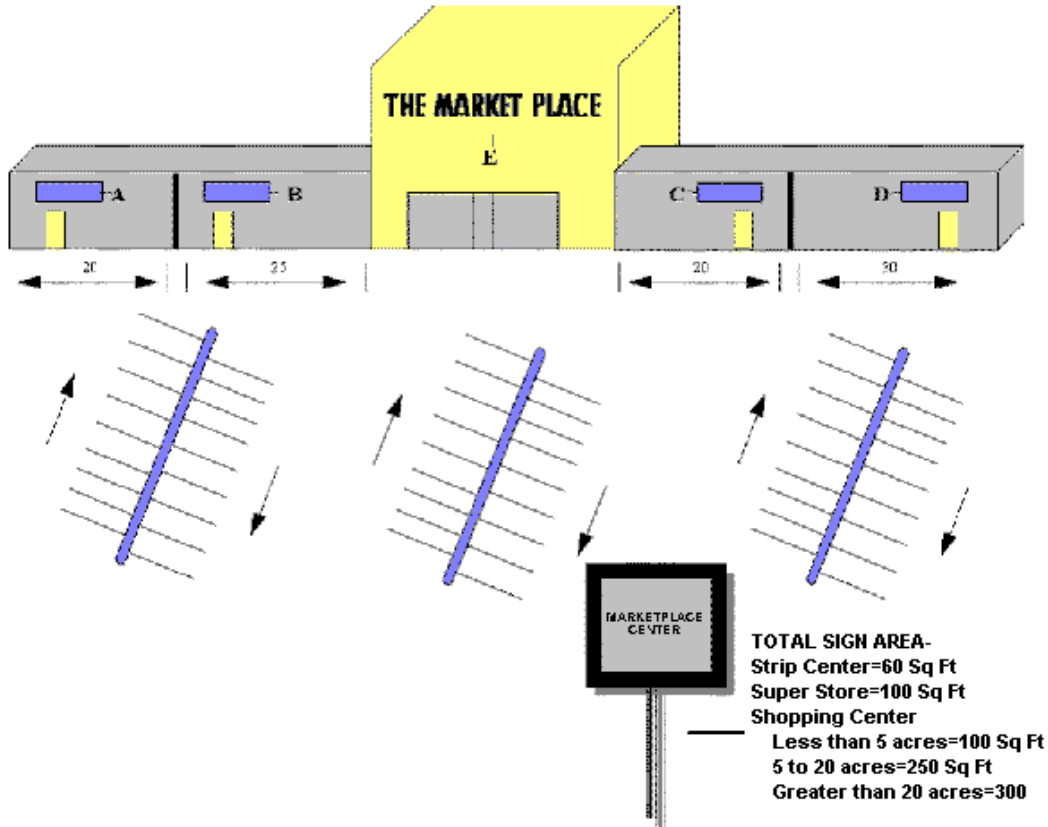 THE MARKET PLACE
E
A
B
C
D
20
25
20
30
MARKETPLACE
CENTER
TOTAL SIGN AREA-
Strip Center=60 Sq Ft
Super Store=100 Sq Ft
Shopping Center
Less than 5 acres=100 Sq Ft
5 to 20 acres=250 Sq Ft
Greater than 20 acres=300